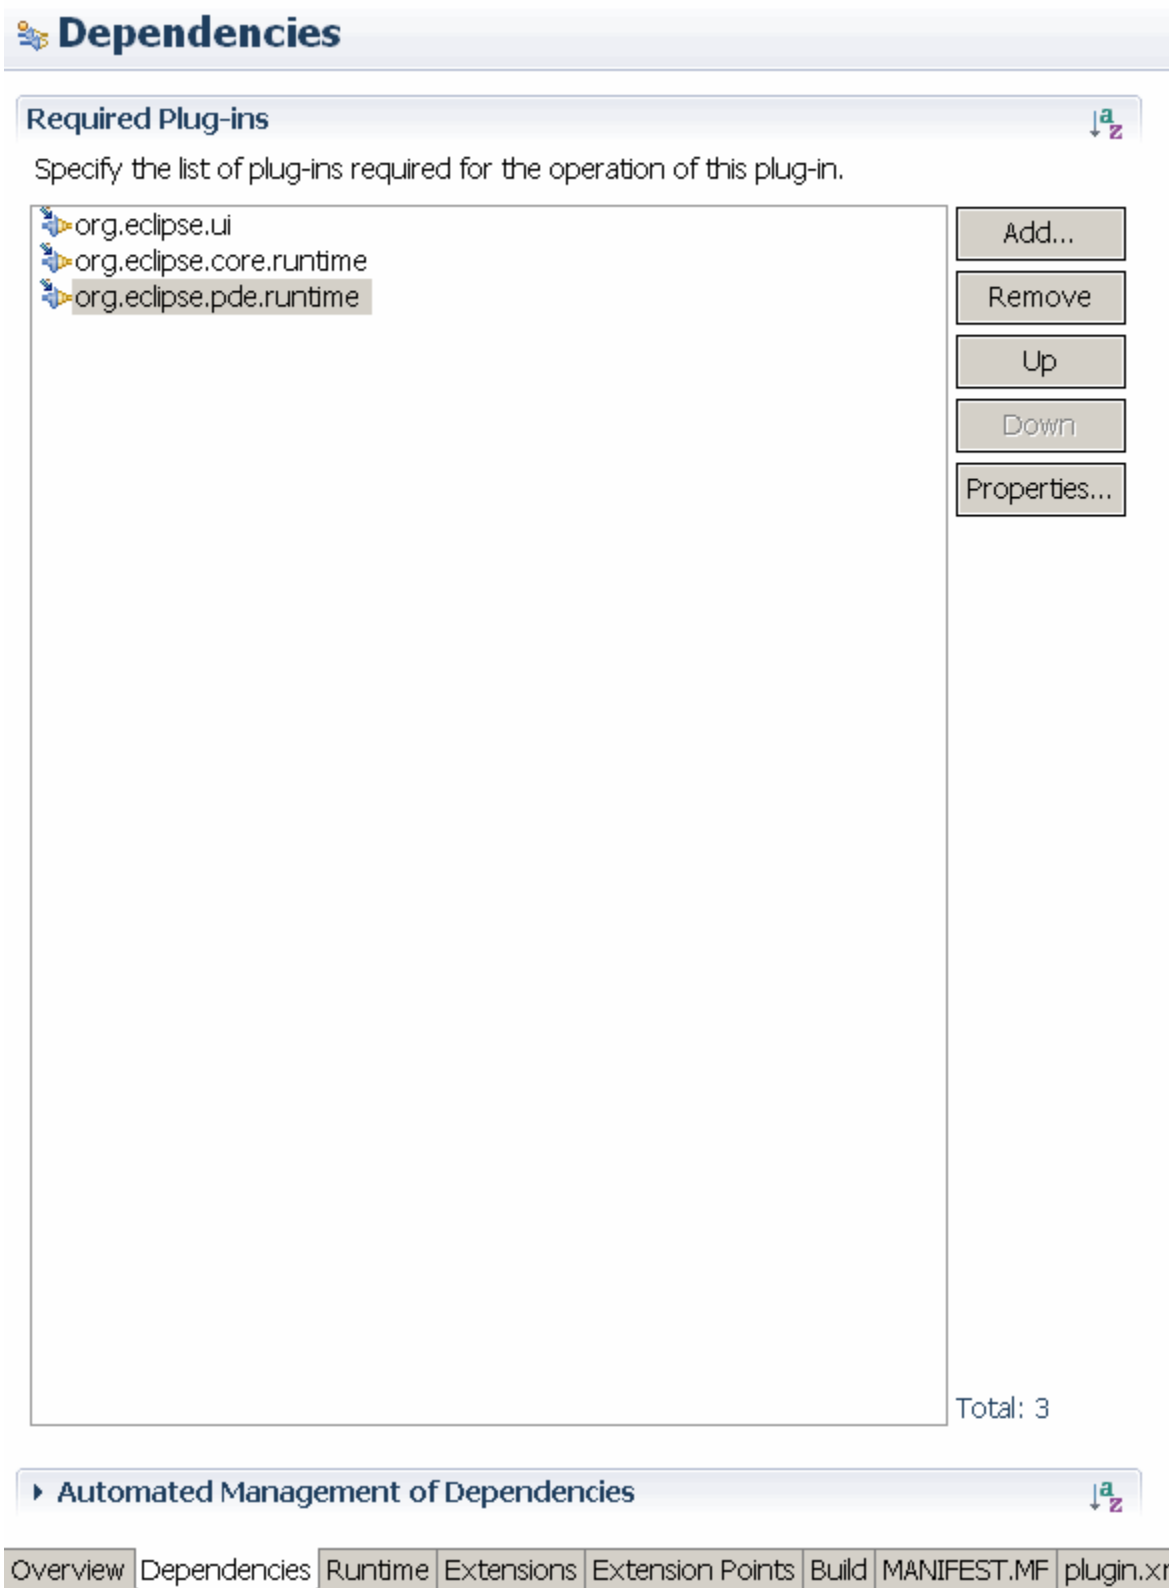 Dependencies
Required Plug-ins
Specify the list of plug-ins required for the operation of this plug-in.
org.eclipse.ui
org.eclipse.core.runtime
org.eclipse.pde.runtime
Add...
Remove
Up
Down
Properties...
Total: 3
Automated Management of Dependencies
Overview Dependencies Runtime Extensions Extension Points Build MANIFEST.MF